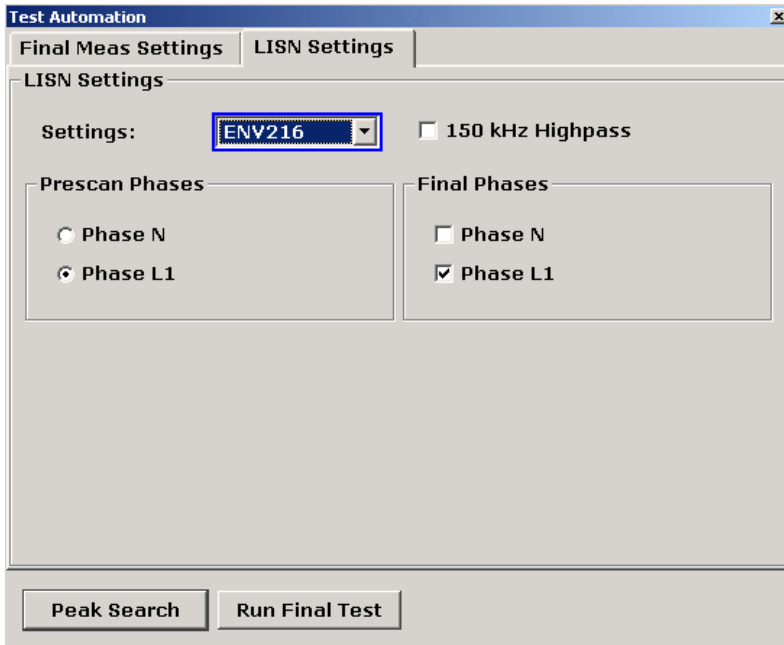 Test Automation
Final Meas Settings LISN Settings
LISN Settings
Settings: ENV216 150 kHz Highpass
Prescan Phases Final Phases
Phase N Phase N
Phase L1 Phase L1
Peak Search Run Final Test